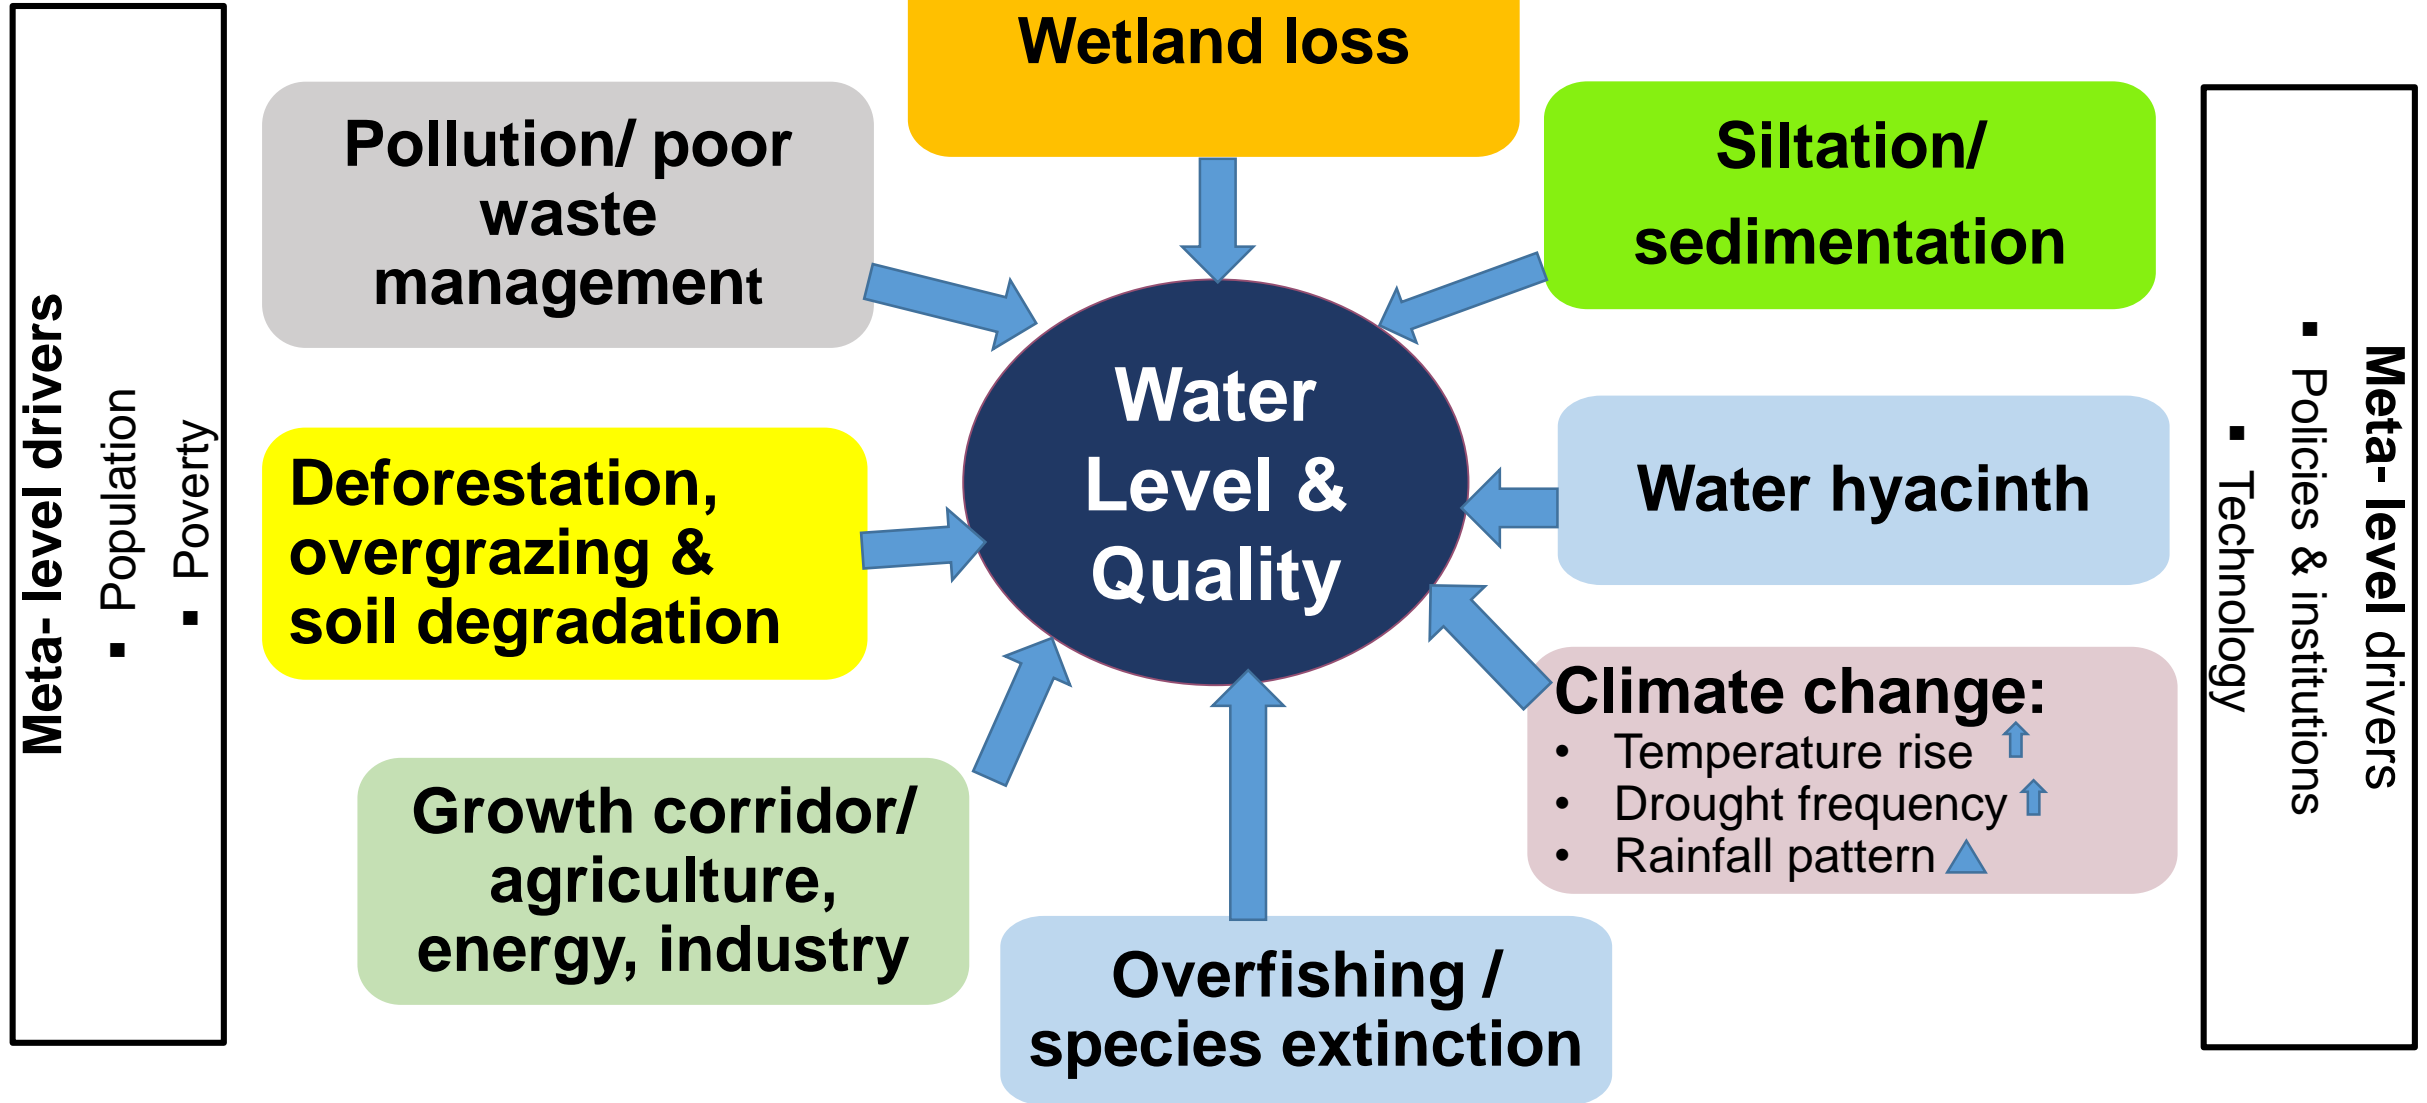 Meta- level drivers
▪ Population
▪ Poverty
Wetland loss
Pollution/ poor
waste
management
Siltation/
sedimentation
Water
Level &
Quality
Deforestation,
overgrazing &
soil degradation
Water hyacinth
Growth corridor/
agriculture,
energy, industry
Climate change:
• Temperature rise
• Drought frequency
• Rainfall pattern
Overfishing /
species extinction
Meta- level drivers
▪ Policies & institutions
▪ Technology